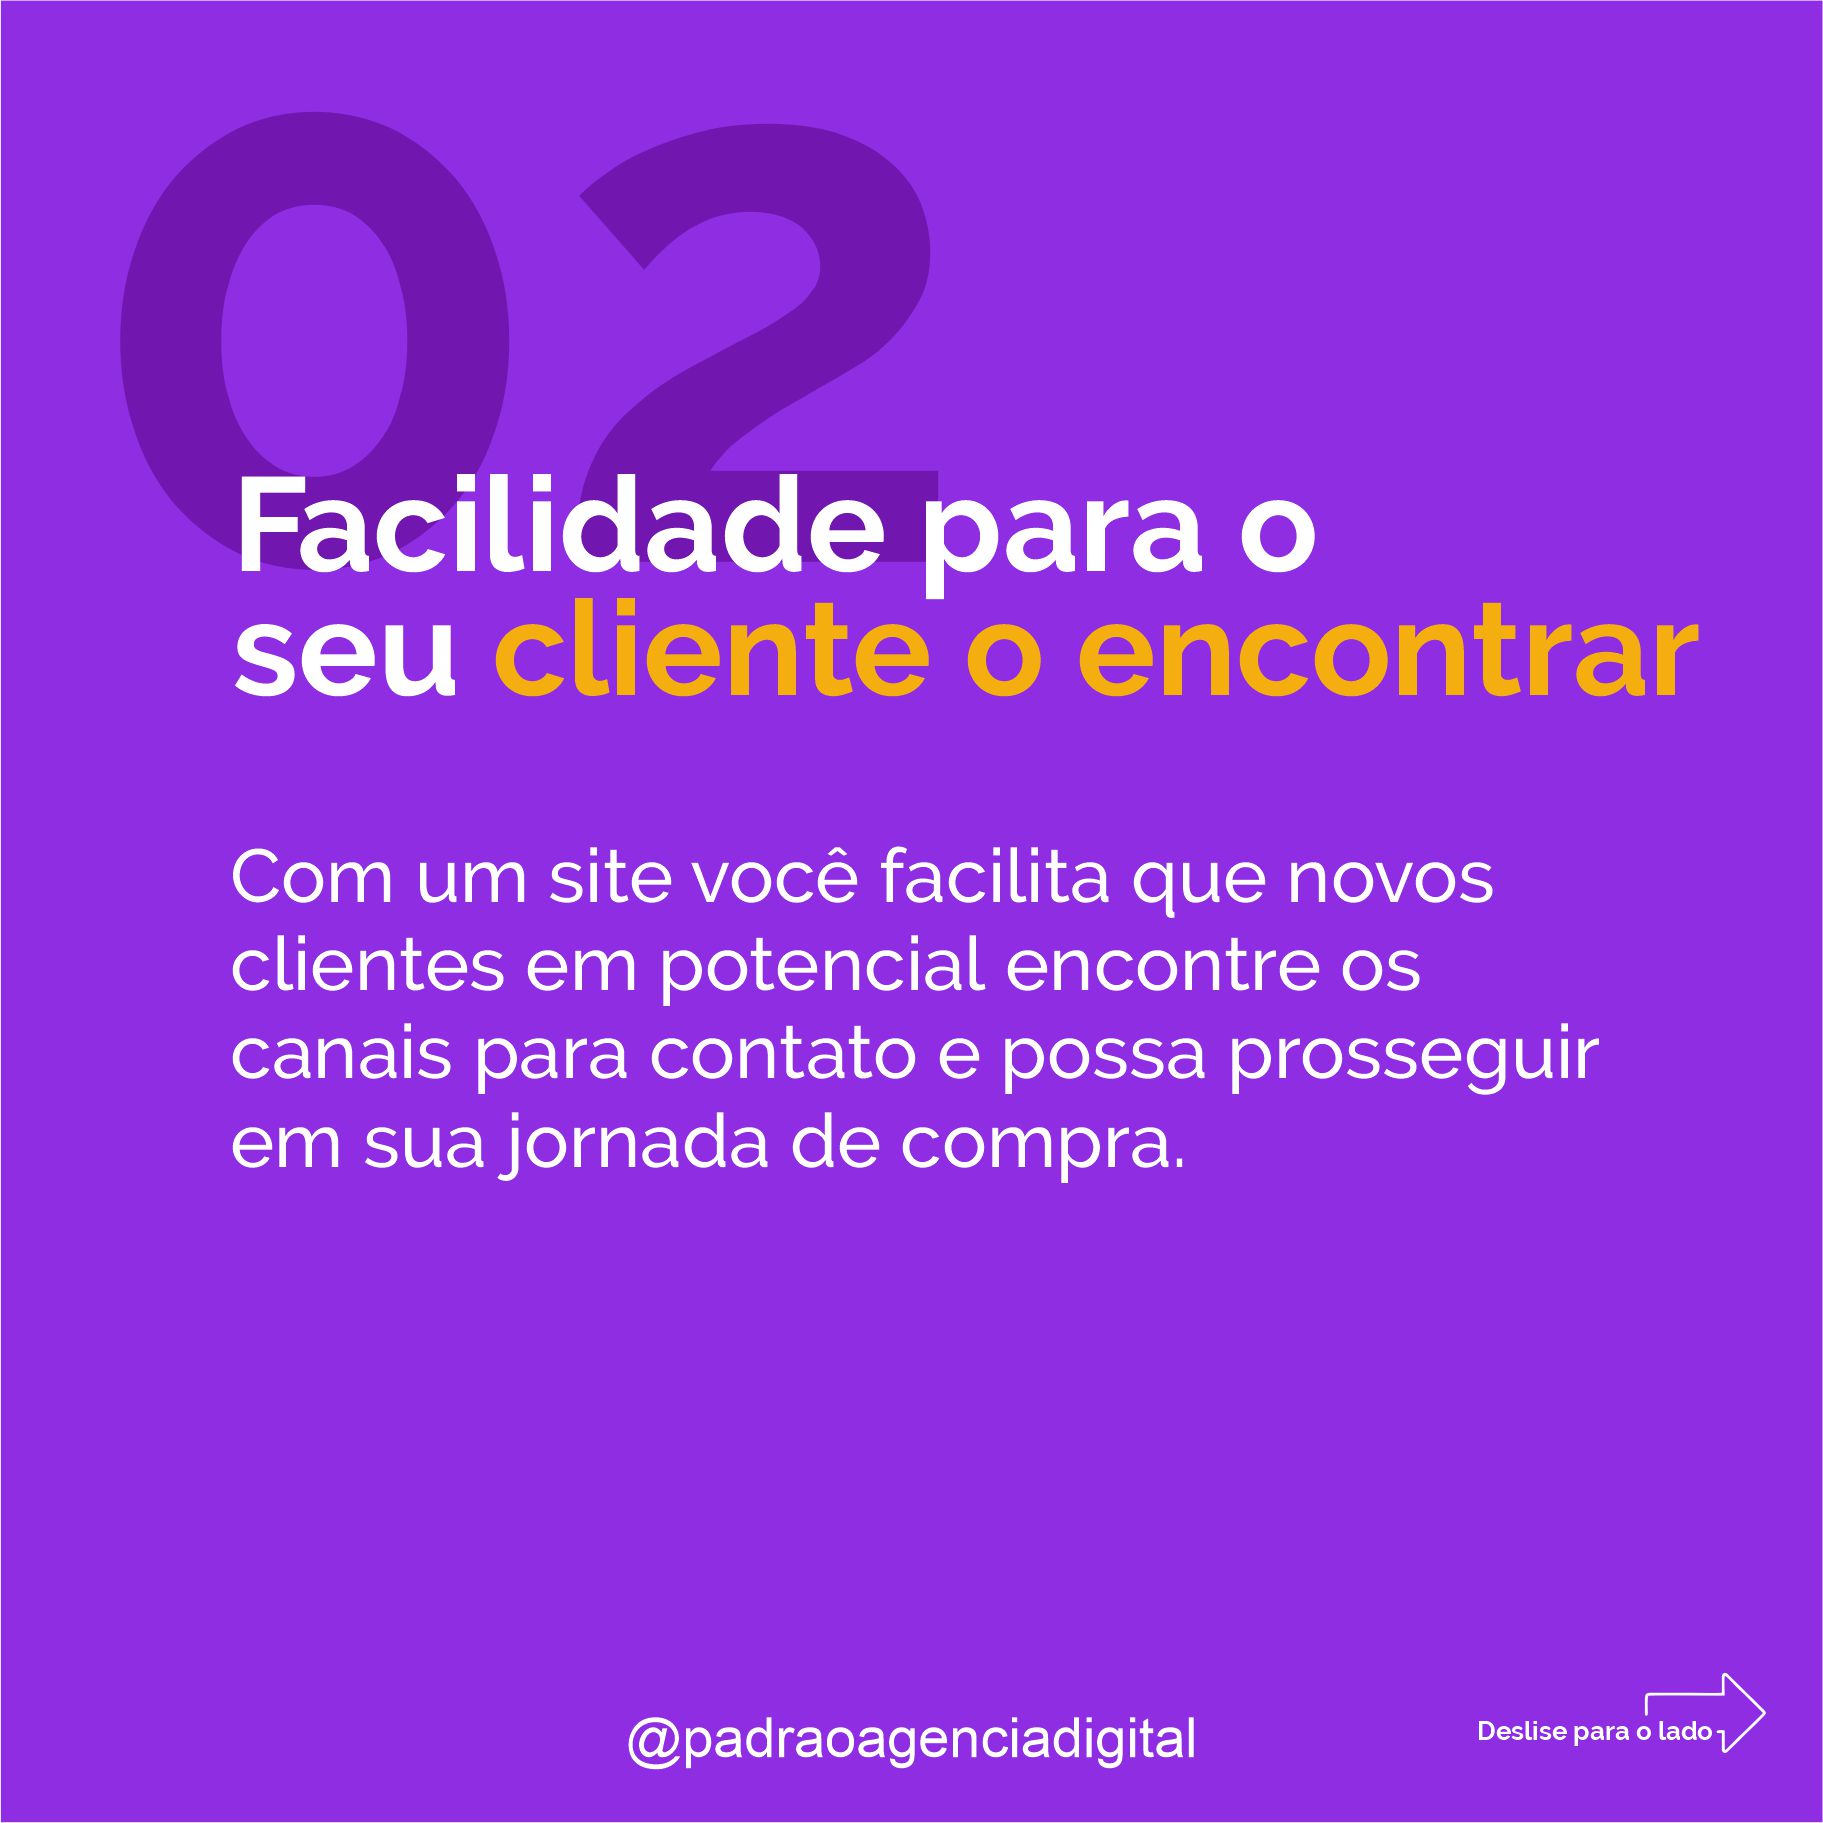 02
Facilidade para o
seu cliente o encontrar
Com um site você facilita que novos
clientes em potencial encontre os
canais para contato e possa prosseguir
em sua jornada de compra.
@padraoagenciadigital
Deslise para o lado